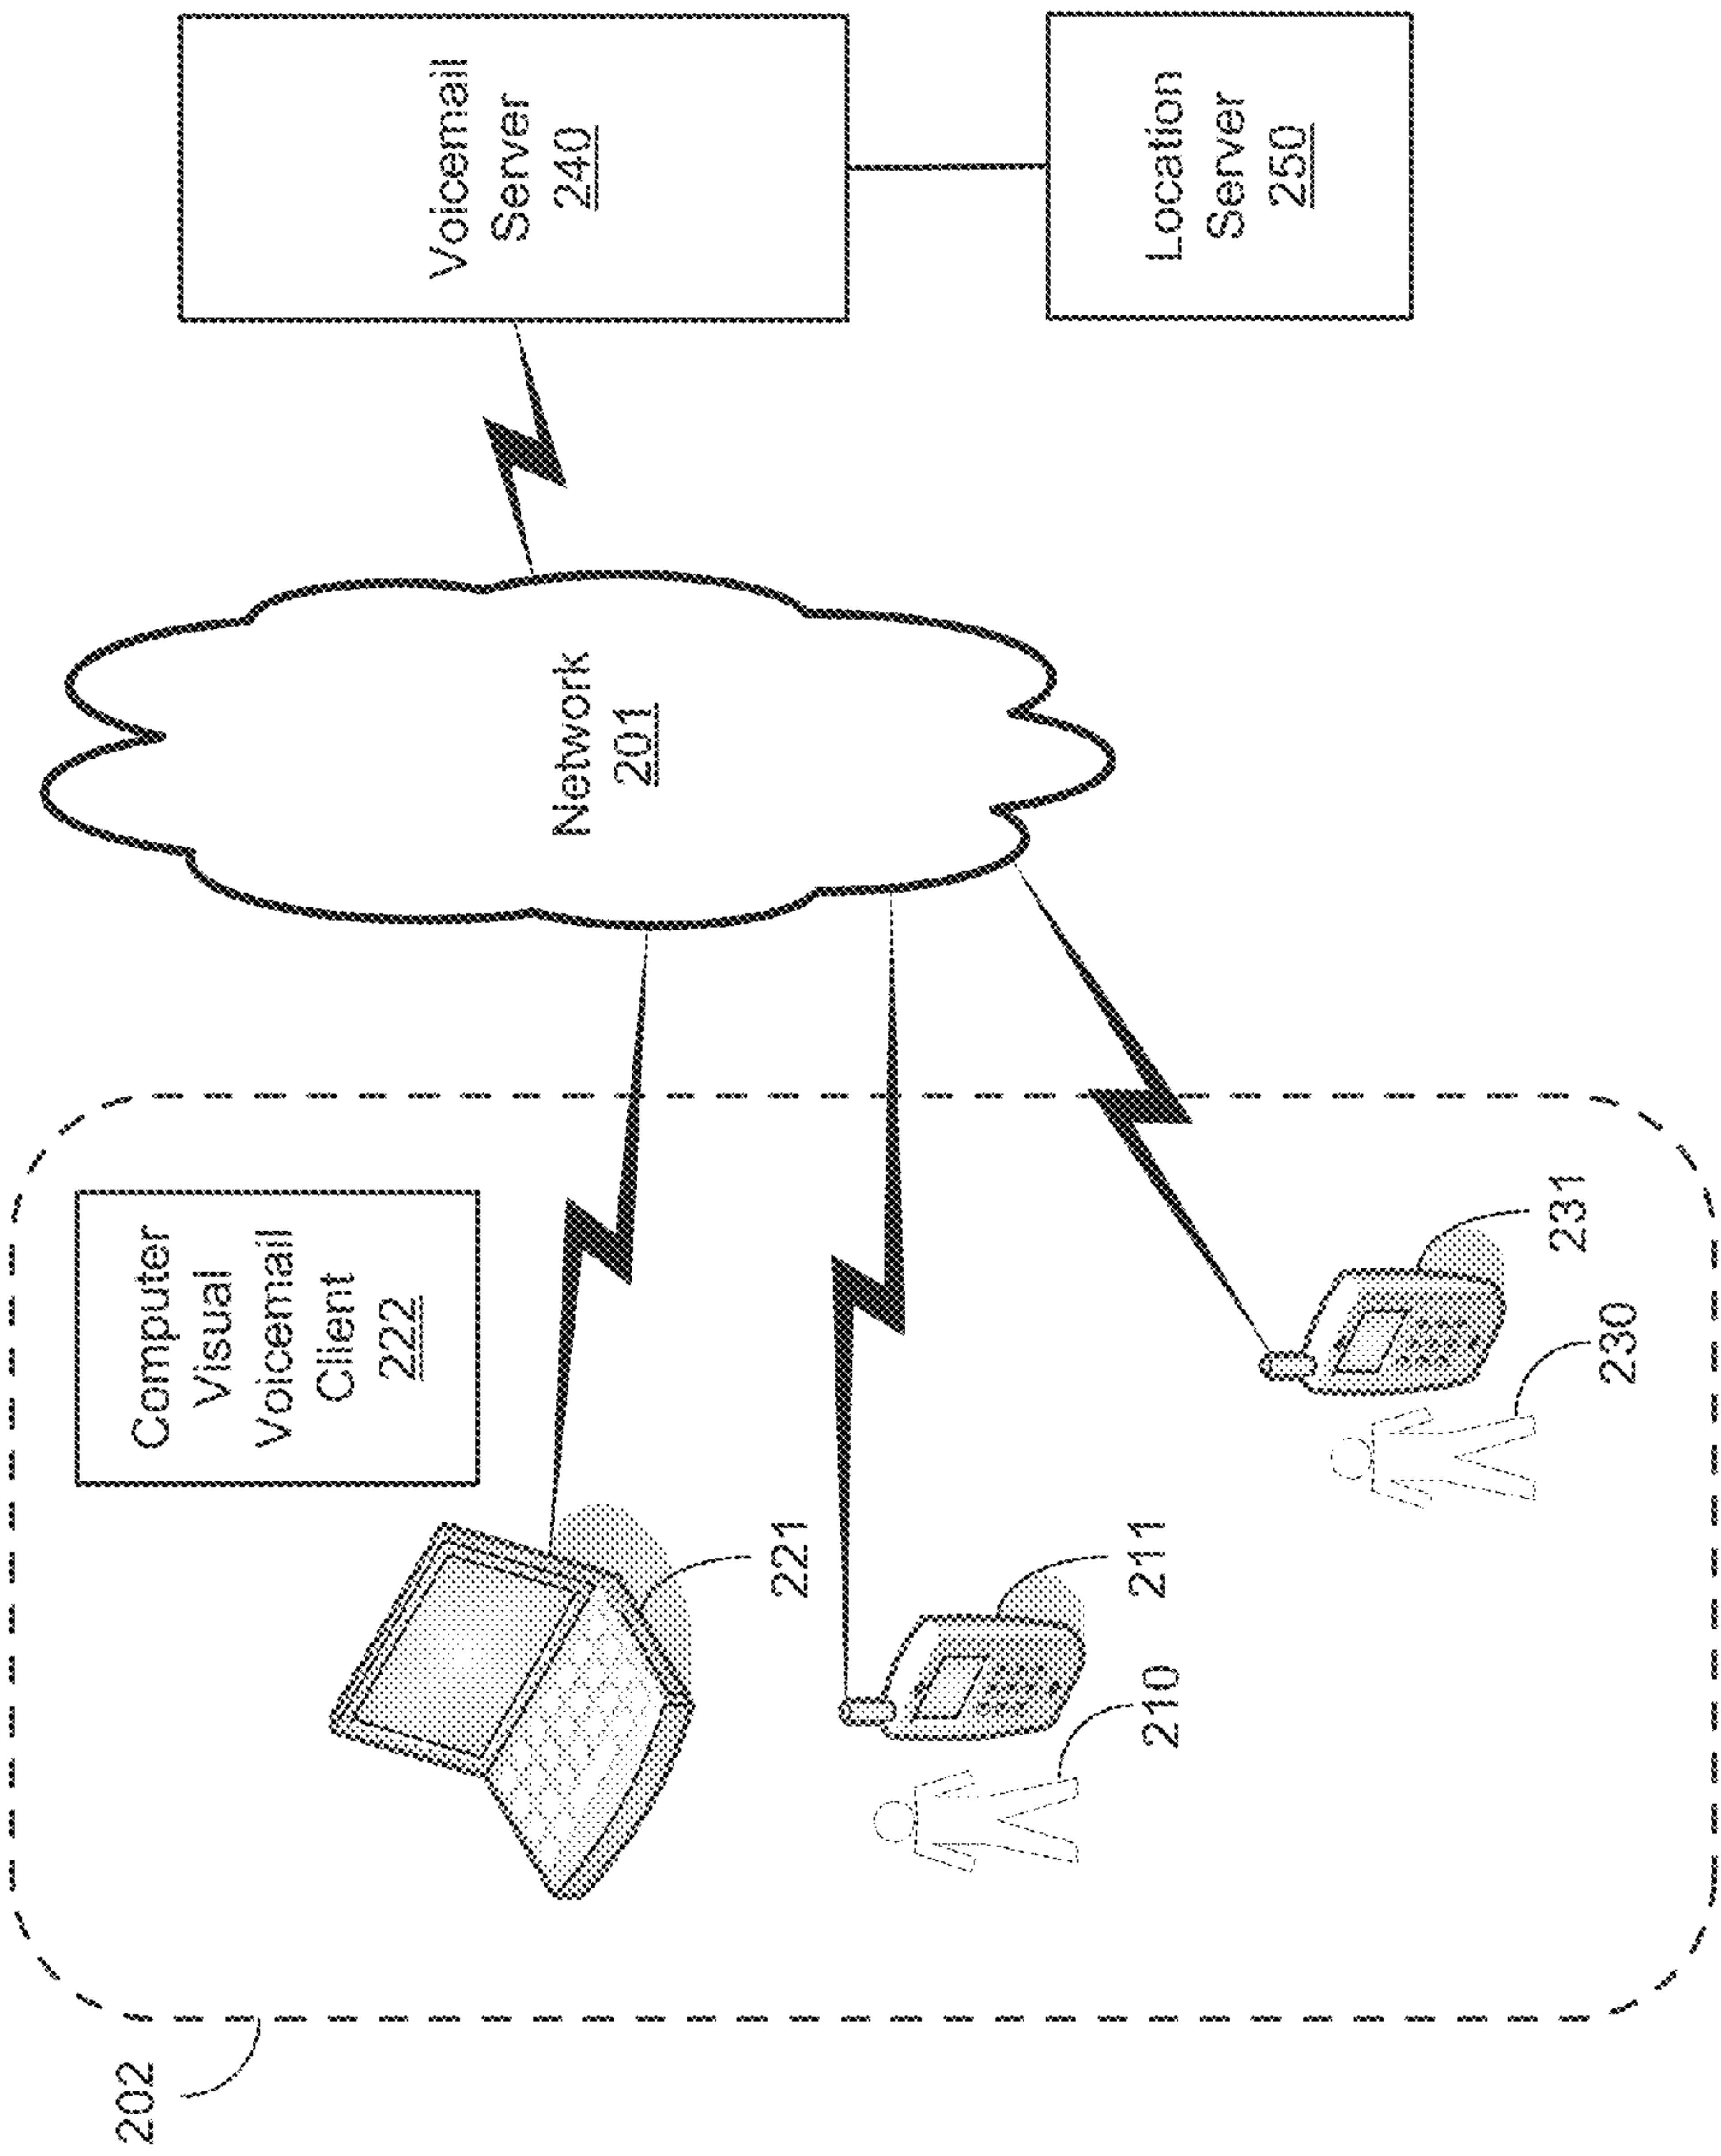 202
Computer
Visual
Voicemail
Client
222
221
210
211
230
231
Network
201
Voicemail
Server
240
Location
Server
250